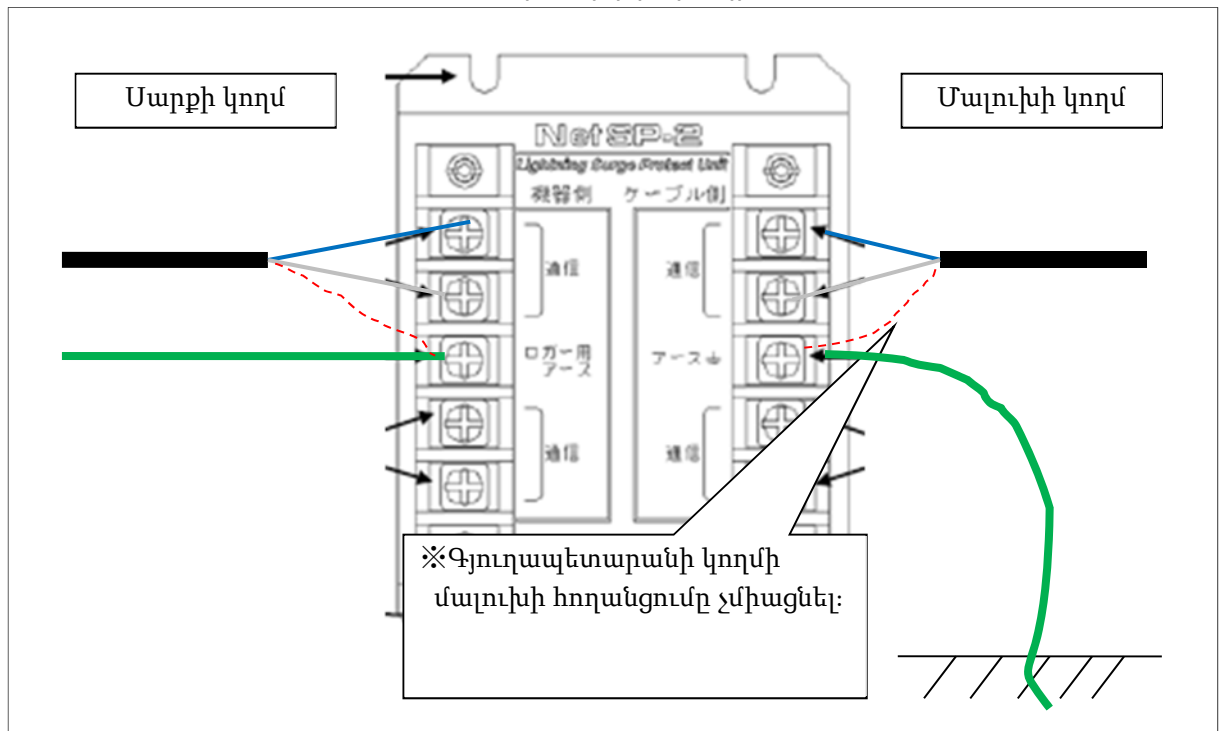 Սարքի կողմ
Մալուխի կողմ
NetSP-2
Lightning Surge Protect Unit
機器側 ケーブル側
通信
通信
ロガー用
アース
アース
通信
通信
※Գյուղապետարանի կողմի
մալուխի հողանցումը չմիացնել: